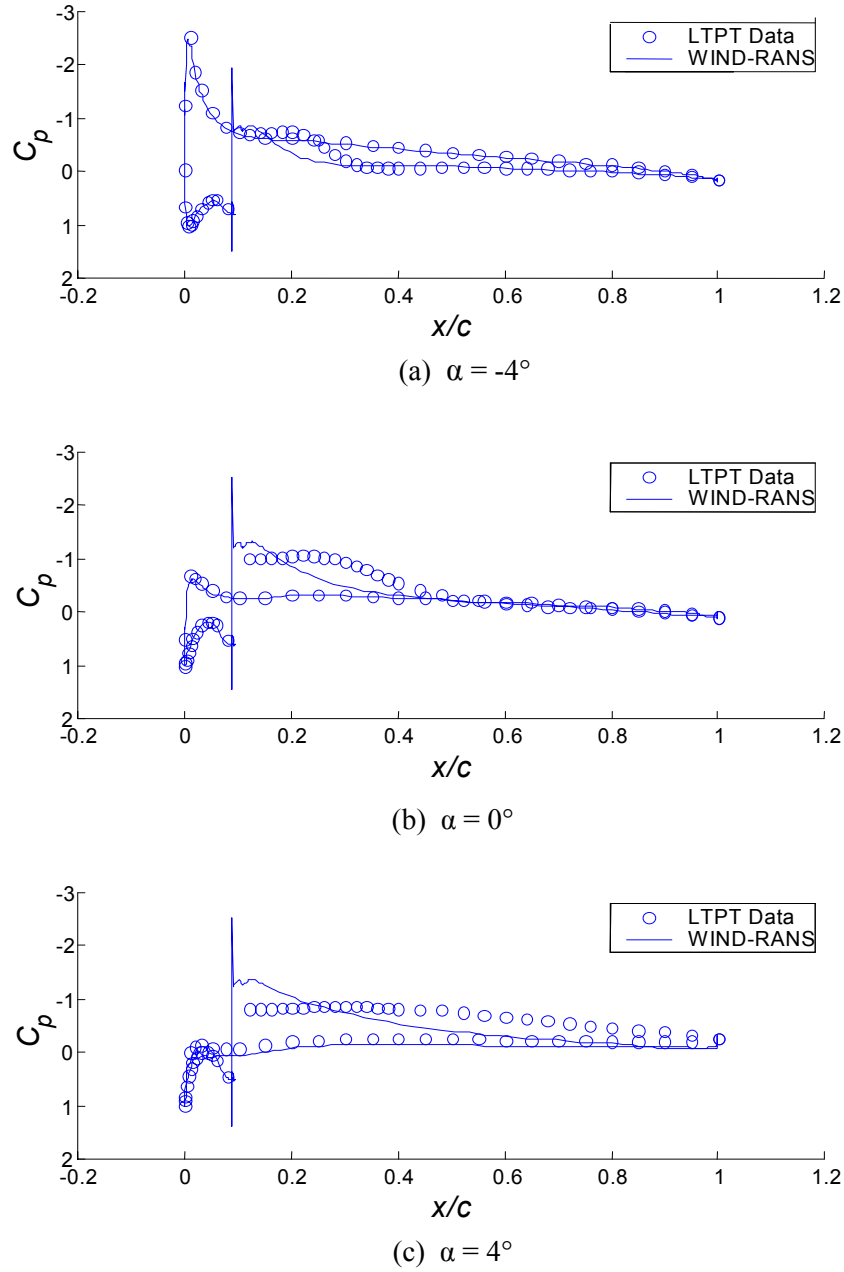 -3
-2
-1
0
1
2
C_p
-0.2 0 0.2 0.4 0.6 0.8 1 1.2
x/c
LTPT Data
WIND-RANS
(a) α = -4°
-3
-2
-1
0
1
2
C_p
-0.2 0 0.2 0.4 0.6 0.8 1 1.2
x/c
LTPT Data
WIND-RANS
(b) α = 0°
-3
-2
-1
0
1
2
C_p
-0.2 0 0.2 0.4 0.6 0.8 1 1.2
x/c
LTPT Data
WIND-RANS
(c) α = 4°